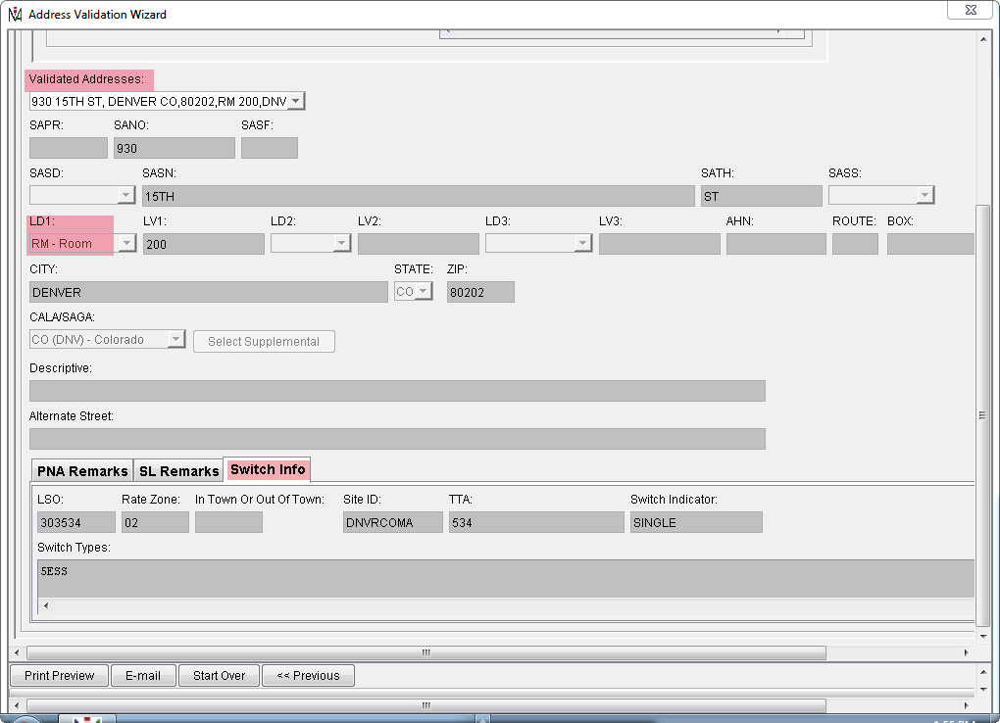 Address Validation Wizard
Validated Addresses:
930 15TH ST, DENVER CO,80202,RM 200,DNV
SAPR: SANO: SASF:
930
SASD: SASN: SATH: SASS:
15TH ST
LD1: LV1: LD2: LV2: LD3: LV3: AHN: ROUTE: BOX:
RM - Room 200
CITY: STATE: ZIP:
DENVER CO 80202
CALA/SAGA:
CO (DNV) - Colorado Select Supplemental
Descriptive:
Alternate Street:
PNA Remarks SL Remarks Switch Info
LSO: Rate Zone: In Town Or Out Of Town: Site ID: TTA: Switch Indicator:
303534 02 DNVRCOMA 534 SINGLE
Switch Types:
5ESS
Print Preview E-mail Start Over << Previous